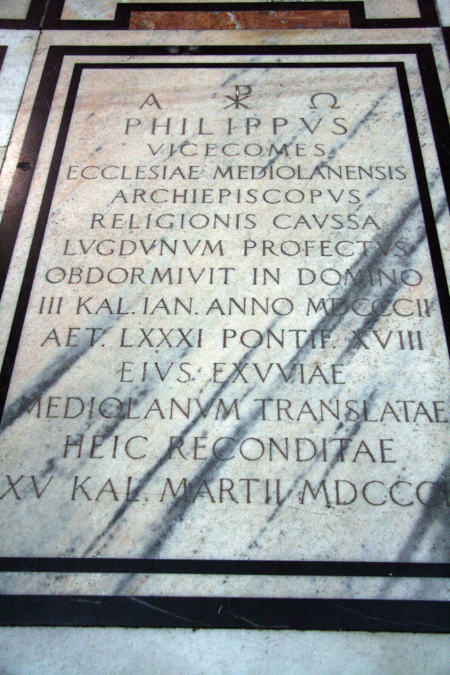 Α ☧ Ω
PHILIPPVS
VICECOMES
ECCLESIAE MEDIOLANENSIS
ARCHIEPISCOPVS
RELIGIONIS CAVSSA
LVGDVNVM PROFECTVS
OBDORMIVIT IN DOMINO
III KAL. IAN. ANNO MDCCCII
AET. LXXXI PONTIF. XVIII
EIVS. EXVVIAE
MEDIOLANVM TRANSLATAE
HEIC RECONDITAE
XV KAL. MARTII